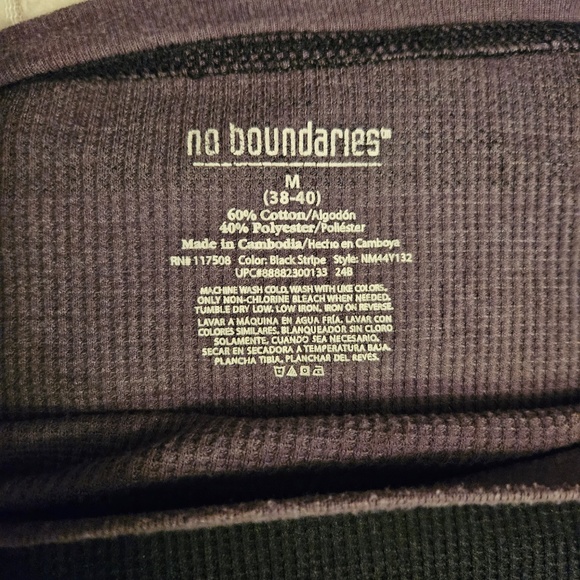 no boundaries™
M
(38-40)
60% Cotton/Algodón
40% Polyester/Poliéster
Made in Cambodia/Hecho en Camboya
RN# 117508 Color: Black Stripe Style: NM44Y132
UPC#88882300133 24B
MACHINE WASH COLD, WASH WITH LIKE COLORS.
ONLY NON-CHLORINE BLEACH WHEN NEEDED.
TUMBLE DRY LOW. LOW IRON. IRON ON REVERSE.
LAVAR A MÁQUINA EN AGUA FRÍA. LAVAR CON
COLORES SIMILARES. BLANQUEADOR SIN CLORO
SOLAMENTE, CUANDO SEA NECESARIO.
SECAR EN SECADORA A TEMPERATURA BAJA.
PLANCHA TIBIA. PLANCHAR DEL REVÉS.